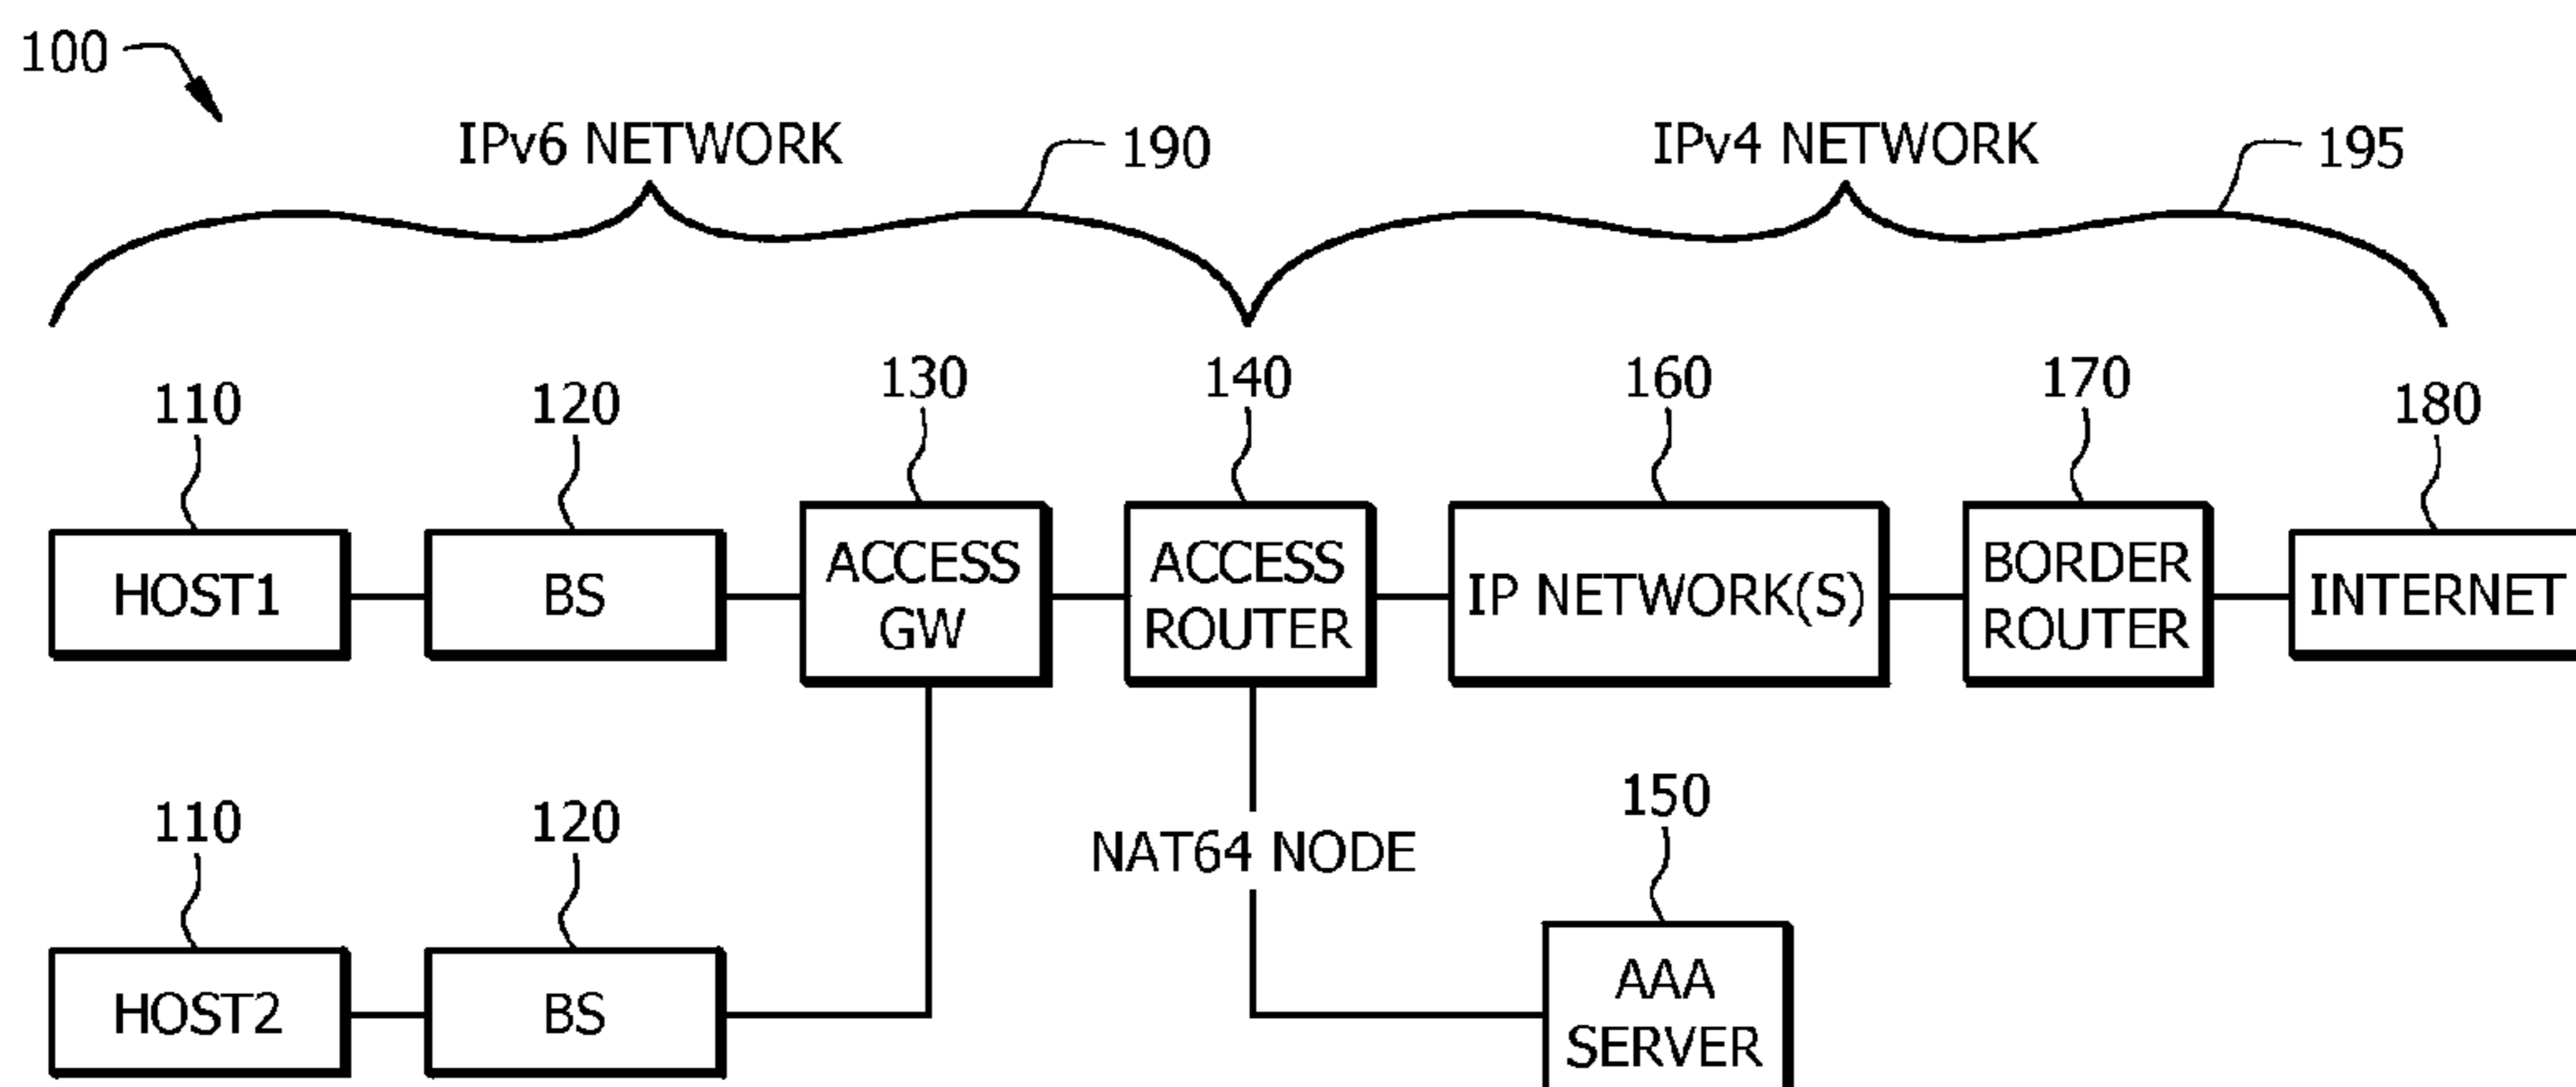 100
IPv6 NETWORK
190
IPv4 NETWORK
195
110
120
130
140
160
170
180
HOST1
BS
ACCESS
GW
ACCESS
ROUTER
IP NETWORK(S)
BORDER
ROUTER
INTERNET
110
120
NAT64 NODE
150
HOST2
BS
AAA
SERVER